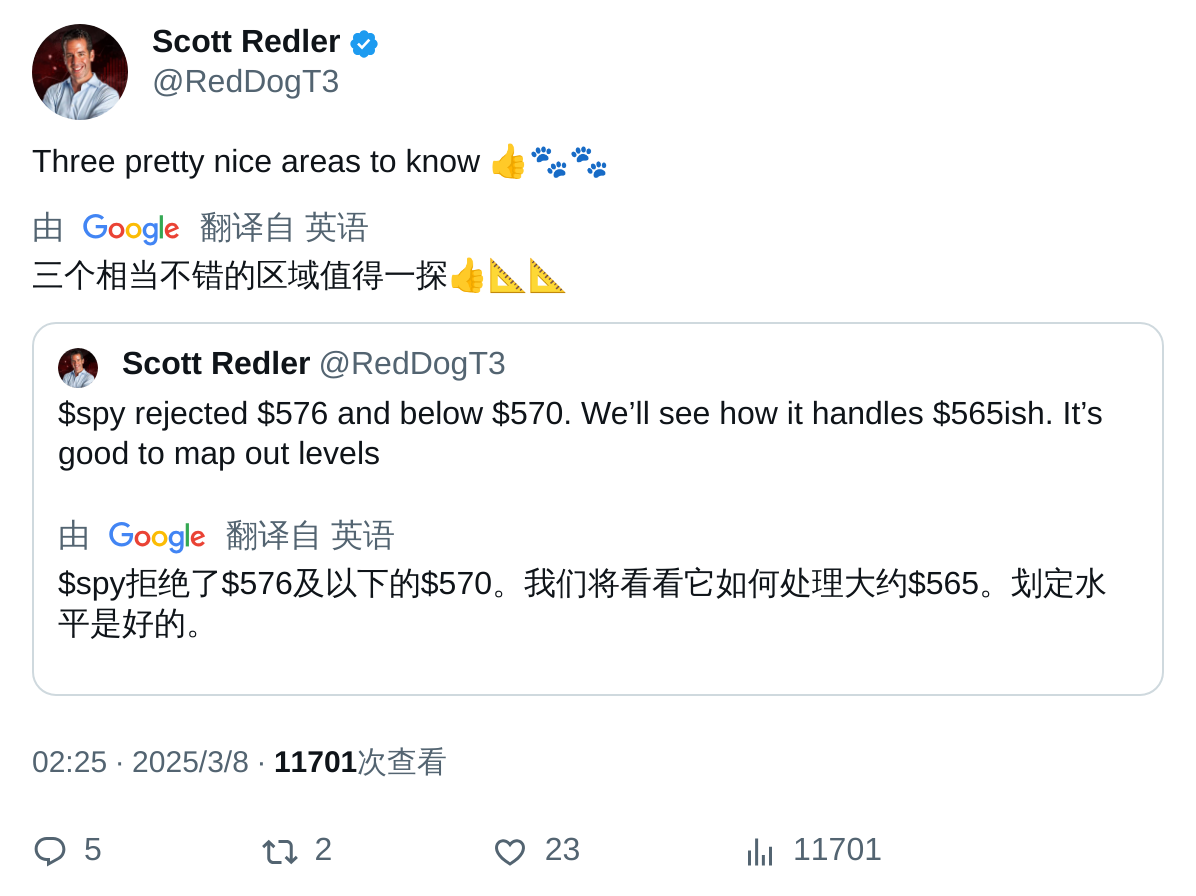 Scott Redler
@RedDogT3
Three pretty nice areas to know 👍🐾🐾
由 Google 翻译自 英语
三个相当不错的区域值得一探👍📐📐
Scott Redler @RedDogT3
$spy rejected $576 and below $570. We’ll see how it handles $565ish. It’s
good to map out levels
由 Google 翻译自 英语
$spy拒绝了$576及以下的$570。我们将看看它如何处理大约$565。划定水
平是好的。
02:25 · 2025/3/8 · 11701次查看
5 2 23 11701